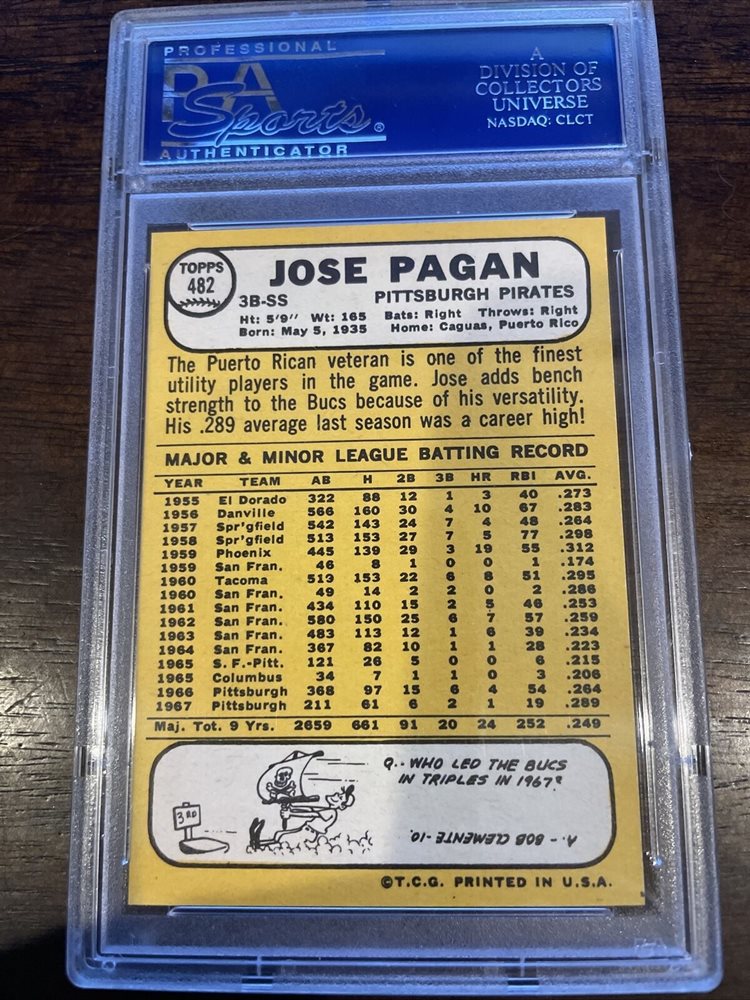 PROFESSIONAL
PSA
Sports ®
AUTHENTICATOR
A
DIVISION OF
COLLECTORS
UNIVERSE
NASDAQ: CLCT
TOPPS
482
JOSE PAGAN
3B-SS PITTSBURGH PIRATES
Ht: 5'9" Wt: 165 Bats: Right Throws: Right
Born: May 5, 1935 Home: Caguas, Puerto Rico
The Puerto Rican veteran is one of the finest
utility players in the game. Jose adds bench
strength to the Bucs because of his versatility.
His .289 average last season was a career high!
MAJOR & MINOR LEAGUE BATTING RECORD
YEAR TEAM AB H 2B 3B HR RBI AVG.
1955 El Dorado 322 88 12 1 3 40 .273
1956 Danville 566 160 30 4 10 67 .283
1957 Spr'gfield 542 143 24 7 4 48 .264
1958 Spr'gfield 513 153 27 7 5 77 .298
1959 Phoenix 445 139 29 3 19 55 .312
1959 San Fran. 46 8 1 0 0 1 .174
1960 Tacoma 519 153 22 6 8 51 .295
1960 San Fran. 49 14 2 2 0 2 .286
1961 San Fran. 434 110 15 2 5 46 .253
1962 San Fran. 580 150 25 6 7 57 .259
1963 San Fran. 483 113 12 1 6 39 .234
1964 San Fran. 367 82 10 1 1 28 .223
1965 S. F.-Pitt. 121 26 5 0 0 6 .215
1965 Columbus 34 7 1 1 0 3 .206
1966 Pittsburgh 368 97 15 6 4 54 .264
1967 Pittsburgh 211 61 6 2 1 19 .289
Maj. Tot. 9 Yrs. 2659 661 91 20 24 252 .249
Q.- WHO LED THE BUCS
IN TRIPLES IN 1967?
3RD
A.- BOB CLEMENTE-10.
©T.C.G. PRINTED IN U.S.A.